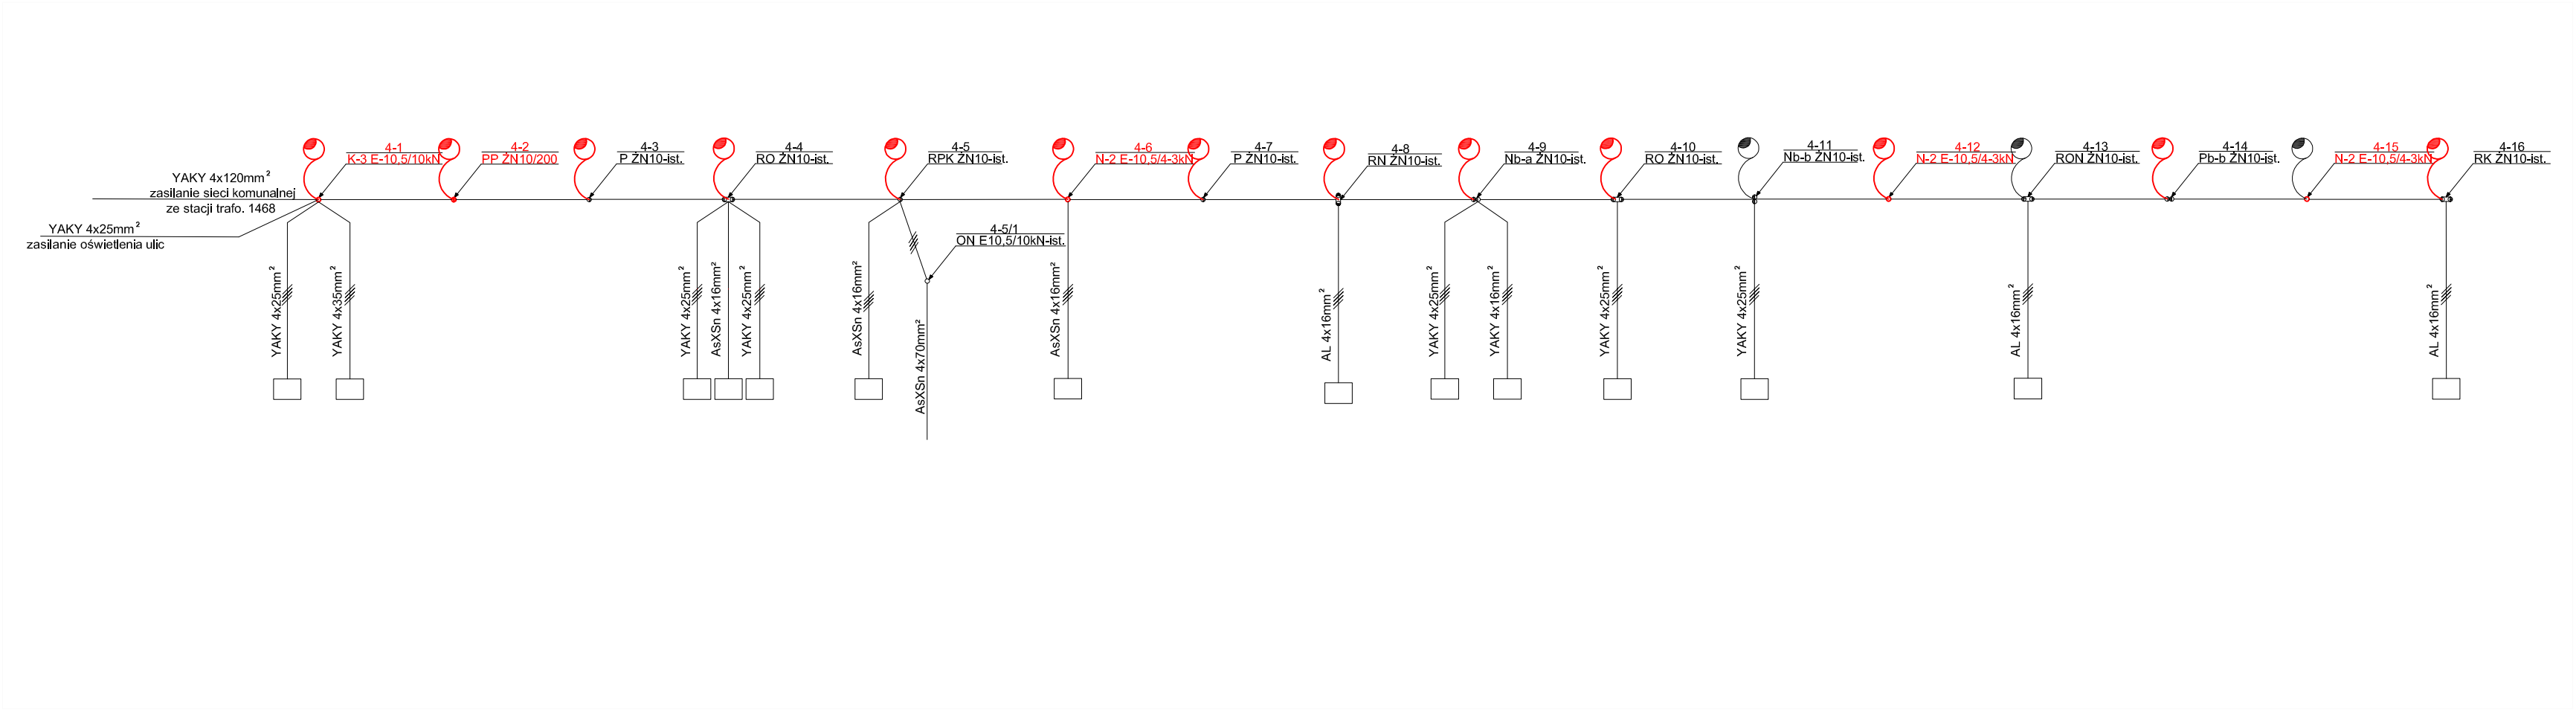 YAKY 4x120mm²
zasilanie sieci komunalnej
ze stacji trafo. 1468
YAKY 4x25mm²
zasilanie oświetlenia ulic
4-1
K-3 E-10,5/10kN
4-2
PP ŻN10/200
4-3
P ŻN10-ist.
4-4
RO ŻN10-ist.
4-5
RPK ŻN10-ist.
4-6
N-2 E-10,5/4-3kN
4-7
P ŻN10-ist.
4-8
RN ŻN10-ist.
4-9
Nb-a ŻN10-ist.
4-10
RO ŻN10-ist.
4-11
Nb-b ŻN10-ist.
4-12
N-2 E-10,5/4-3kN
4-13
RON ŻN10-ist.
4-14
Pb-b ŻN10-ist.
4-15
N-2 E-10,5/4-3kN
4-16
RK ŻN10-ist.
4-5/1
ON E10,5/10kN-ist.
YAKY 4x25mm²
YAKY 4x35mm²
YAKY 4x25mm²
AsXSn 4x16mm²
YAKY 4x25mm²
AsXSn 4x16mm²
AsXSn 4x70mm²
AsXSn 4x16mm²
AL 4x16mm²
YAKY 4x25mm²
YAKY 4x16mm²
YAKY 4x25mm²
YAKY 4x25mm²
AL 4x16mm²
AL 4x16mm²